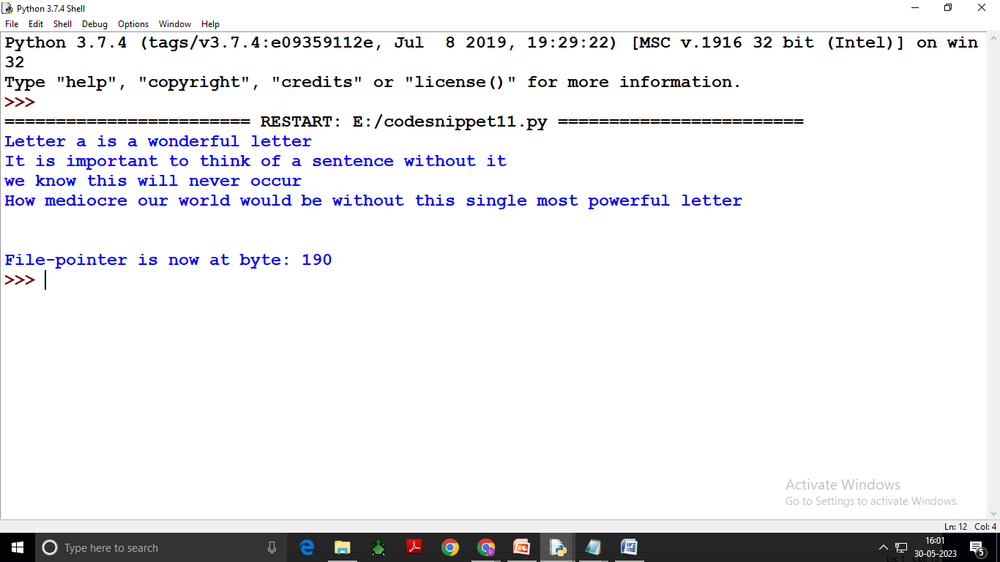 Python 3.7.4 Shell
File Edit Shell Debug Options Window Help
Python 3.7.4 (tags/v3.7.4:e09359112e, Jul  8 2019, 19:29:22) [MSC v.1916 32 bit (Intel)] on win
32
Type "help", "copyright", "credits" or "license()" for more information.
>>>
======================== RESTART: E:/codesnippet11.py ========================
Letter a is a wonderful letter
It is important to think of a sentence without it
we know this will never occur
How mediocre our world would be without this single most powerful letter
File-pointer is now at byte: 190
>>>
Activate Windows
Go to Settings to activate Windows.
Ln: 12 Col: 4
Type here to search
16:01
30-05-2023
5